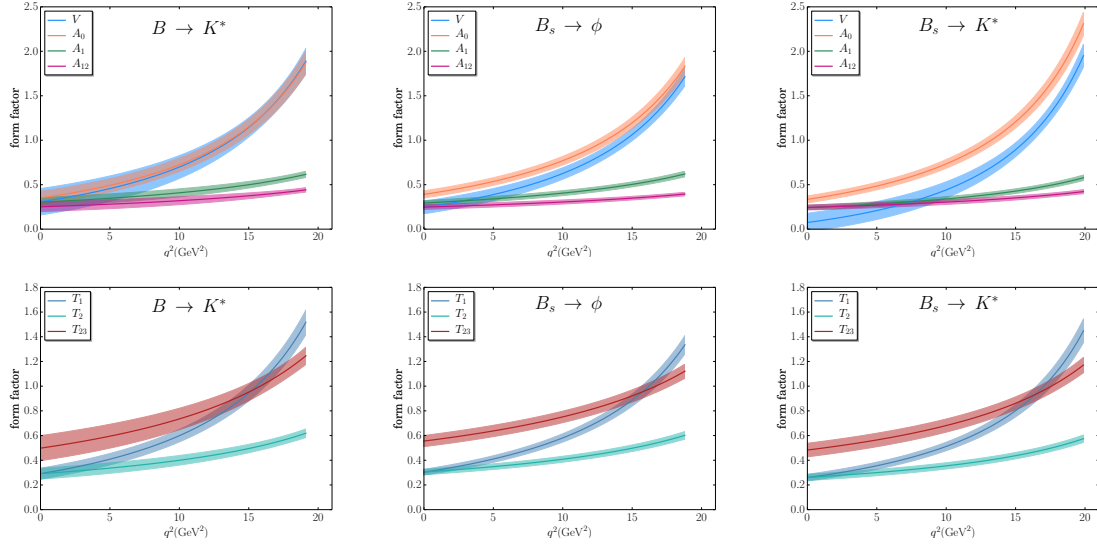 B → K*
V
A₀
A₁
A₁₂
form factor
2.5
2.0
1.5
1.0
0.5
0.0
0 5 10 15 20
q²(GeV²)
Bₛ → ϕ
V
A₀
A₁
A₁₂
form factor
2.5
2.0
1.5
1.0
0.5
0.0
0 5 10 15 20
q²(GeV²)
Bₛ → K*
V
A₀
A₁
A₁₂
form factor
2.5
2.0
1.5
1.0
0.5
0.0
0 5 10 15 20
q²(GeV²)
B → K*
T₁
T₂
T₂₃
form factor
1.8
1.6
1.4
1.2
1.0
0.8
0.6
0.4
0.2
0.0
0 5 10 15 20
q²(GeV²)
Bₛ → ϕ
T₁
T₂
T₂₃
form factor
1.8
1.6
1.4
1.2
1.0
0.8
0.6
0.4
0.2
0.0
0 5 10 15 20
q²(GeV²)
Bₛ → K*
T₁
T₂
T₂₃
form factor
1.8
1.6
1.4
1.2
1.0
0.8
0.6
0.4
0.2
0.0
0 5 10 15 20
q²(GeV²)